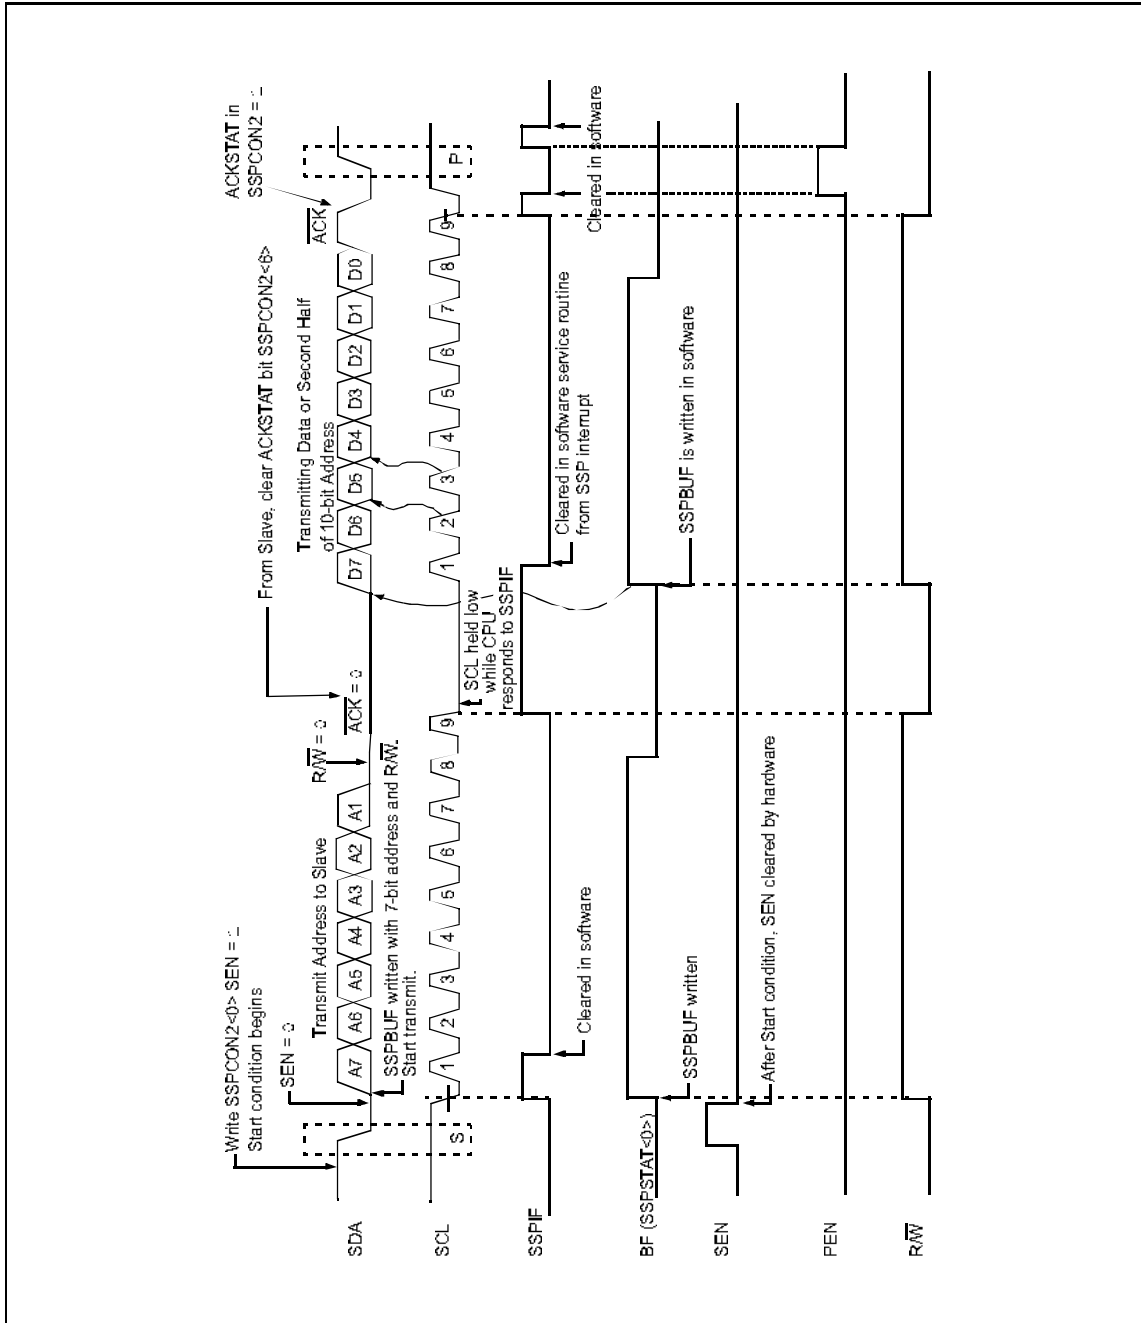 Write SSPCON2<0> SEN = 1
Start condition begins
SEN = 0
From Slave, clear ACKSTAT bit SSPCON2<6>
ACKSTAT in
SSPCON2 = 1
Transmit Address to Slave
R/W = 0
ACK = 0
Transmitting Data or Second Half
of 10-bit Address
ACK
SDA
A7 A6 A5 A4 A3 A2 A1
D7 D6 D5 D4 D3 D2 D1 D0
SSPBUF written with 7-bit address and R/W.
Start transmit.
SCL
S
1 2 3 4 5 6 7 8 9
1 2 3 4 5 6 7 8 9
P
SCL held low
while CPU
responds to SSPIF
SSPIF
Cleared in software
Cleared in software service routine
from SSP interrupt
Cleared in software
Cleared in software
BF (SSPSTAT<0>)
SSPBUF written
SSPBUF is written in software
SEN
After Start condition, SEN cleared by hardware
PEN
R/W